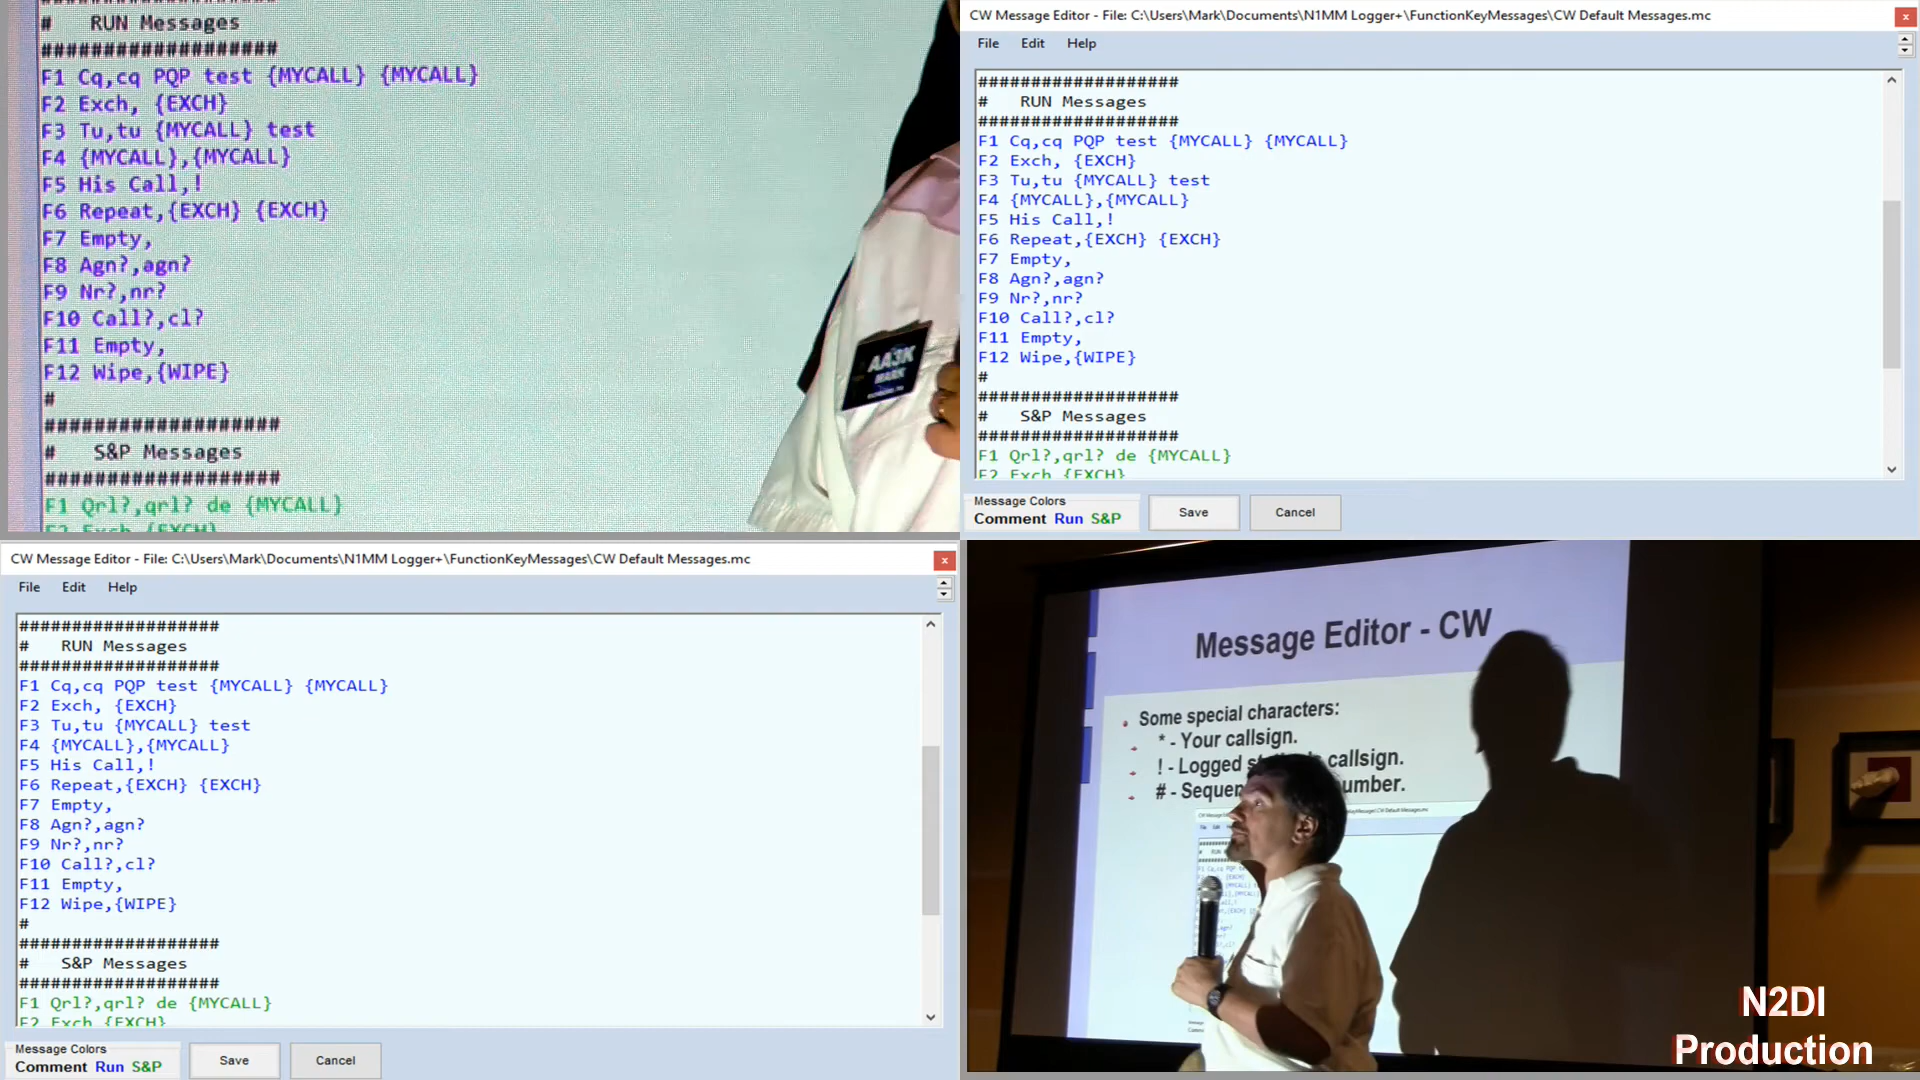 # RUN Messages
###################
F1 Cq,cq PQP test {MYCALL} {MYCALL}
F2 Exch, {EXCH}
F3 Tu,tu {MYCALL} test
F4 {MYCALL},{MYCALL}
F5 His Call,!
F6 Repeat,{EXCH} {EXCH}
F7 Empty,
F8 Agn?,agn?
F9 Nr?,nr?
F10 Call?,cl?
F11 Empty,
F12 Wipe,{WIPE}
#
###################
# S&P Messages
###################
F1 Qrl?,qrl? de {MYCALL}
F2 Exch {EXCH}
AA3K
MARK
CW Message Editor - File: C:\Users\Mark\Documents\N1MM Logger+\FunctionKeyMessages\CW Default Messages.mc
File Edit Help
###################
# RUN Messages
###################
F1 Cq,cq PQP test {MYCALL} {MYCALL}
F2 Exch, {EXCH}
F3 Tu,tu {MYCALL} test
F4 {MYCALL},{MYCALL}
F5 His Call,!
F6 Repeat,{EXCH} {EXCH}
F7 Empty,
F8 Agn?,agn?
F9 Nr?,nr?
F10 Call?,cl?
F11 Empty,
F12 Wipe,{WIPE}
#
###################
# S&P Messages
###################
F1 Qrl?,qrl? de {MYCALL}
F2 Exch {EXCH}
Message Colors
Comment Run S&P
Save
Cancel
CW Message Editor - File: C:\Users\Mark\Documents\N1MM Logger+\FunctionKeyMessages\CW Default Messages.mc
File Edit Help
###################
# RUN Messages
###################
F1 Cq,cq PQP test {MYCALL} {MYCALL}
F2 Exch, {EXCH}
F3 Tu,tu {MYCALL} test
F4 {MYCALL},{MYCALL}
F5 His Call,!
F6 Repeat,{EXCH} {EXCH}
F7 Empty,
F8 Agn?,agn?
F9 Nr?,nr?
F10 Call?,cl?
F11 Empty,
F12 Wipe,{WIPE}
#
###################
# S&P Messages
###################
F1 Qrl?,qrl? de {MYCALL}
F2 Exch {EXCH}
Message Colors
Comment Run S&P
Save
Cancel
Message Editor - CW
Some special characters:
* - Your callsign.
! - Logged callsign.
# -
N2DI
Production